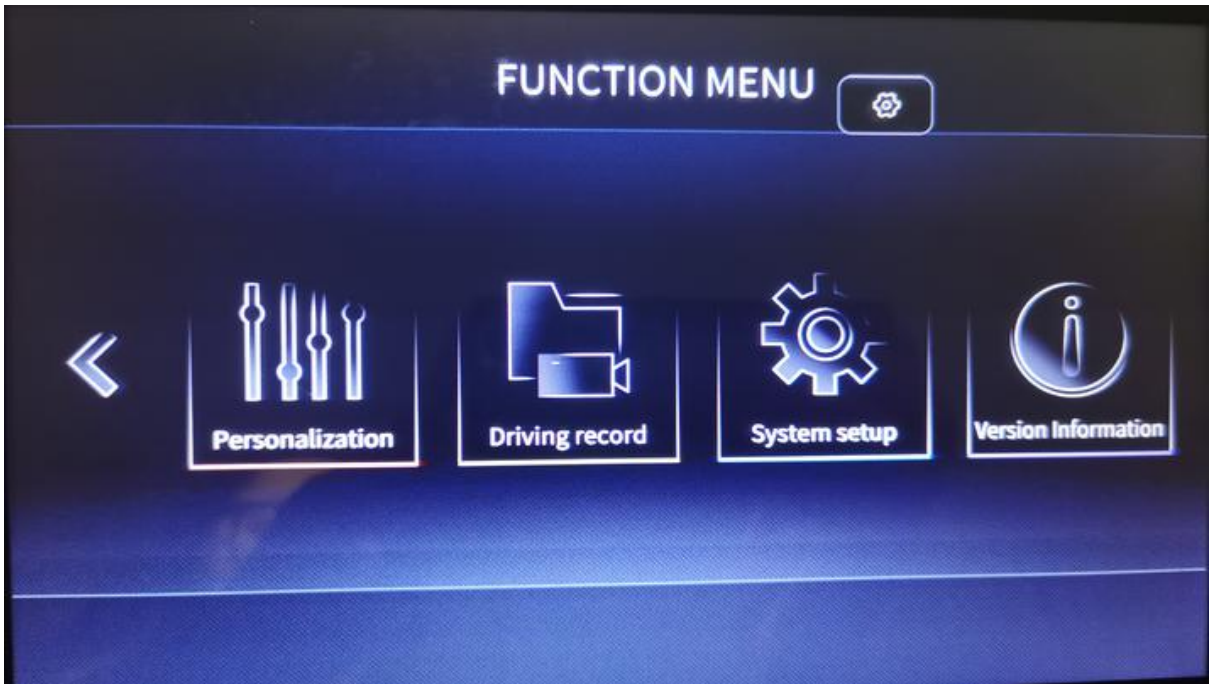 FUNCTION MENU
Personalization
Driving record
System setup
Version Information